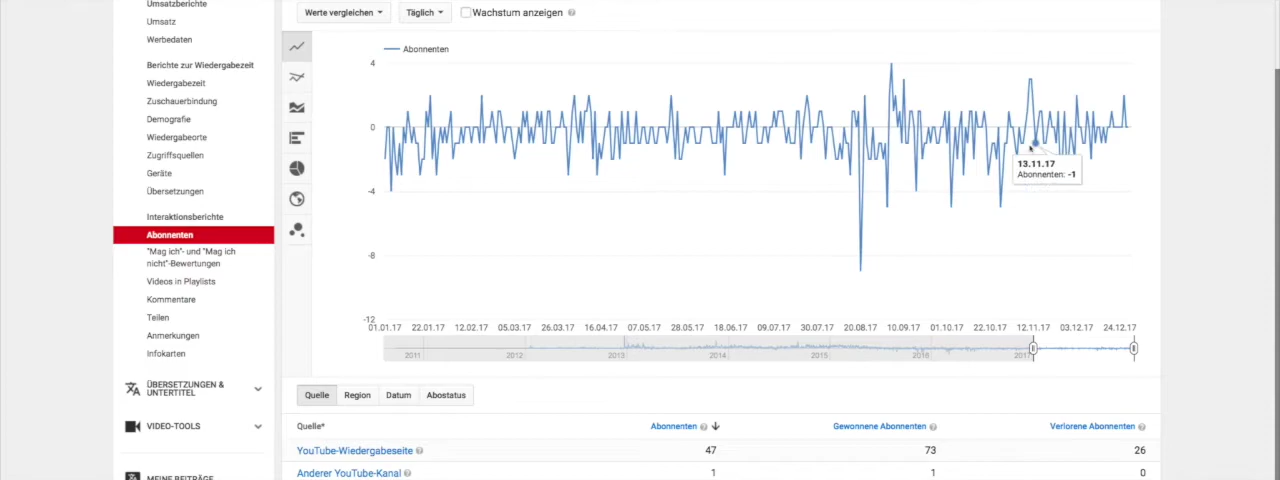 Umsatzberichte
Umsatz
Werbedaten
Berichte zur Wiedergabezeit
Wiedergabezeit
Zuschauerbindung
Demografie
Wiedergabeorte
Zugriffsquellen
Geräte
Übersetzungen
Interaktionsberichte
Abonnenten
"Mag ich"- und "Mag ich
nicht"-Bewertungen
Videos in Playlists
Kommentare
Teilen
Anmerkungen
Infokarten
ÜBERSETZUNGEN &
UNTERTITEL
VIDEO-TOOLS
MEINE BEITRÄGE
Werte vergleichen Täglich Wachstum anzeigen
Abonnenten
4
0
-4
-8
-12
13.11.17
Abonnenten: -1
01.01.17 22.01.17 12.02.17 05.03.17 26.03.17 16.04.17 07.05.17 28.05.17 18.06.17 09.07.17 30.07.17 20.08.17 10.09.17 01.10.17 22.10.17 12.11.17 03.12.17 24.12.17
2011 2012 2013 2014 2015 2016 2017
Quelle Region Datum Abostatus
Quelle* Abonnenten Gewonnene Abonnenten Verlorene Abonnenten
YouTube-Wiedergabeseite 47 73 26
Anderer YouTube-Kanal 1 1 0